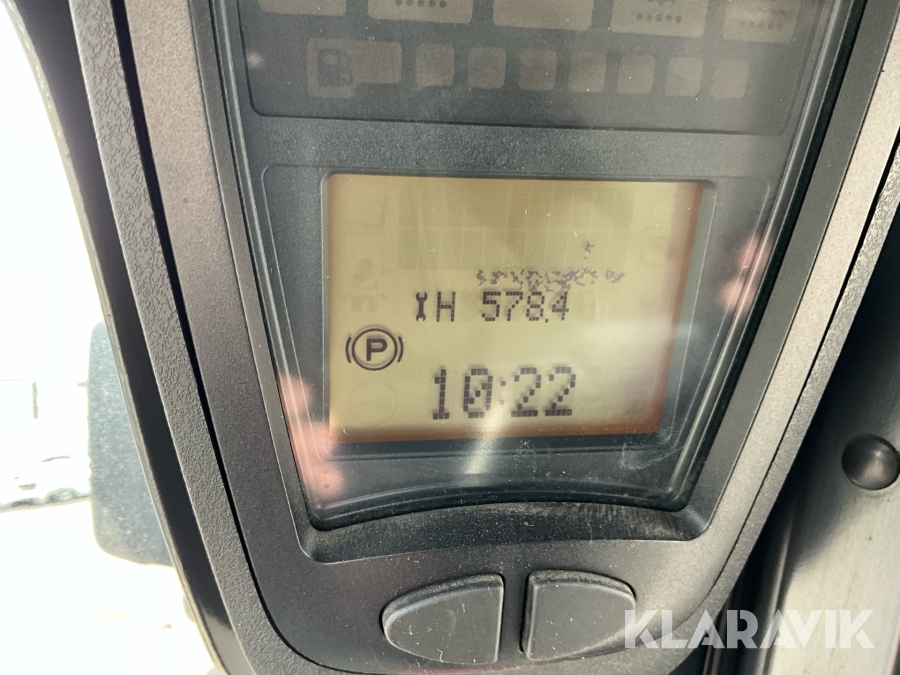 H 578.4
P
10:22
KLARAVIK